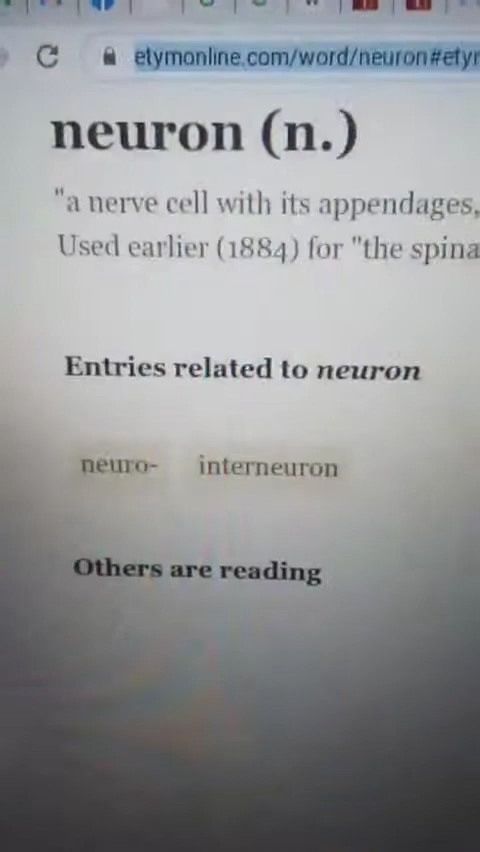 etymonline.com/word/neuron#etyr
neuron (n.)
"a nerve cell with its appendages,
Used earlier (1884) for "the spina
Entries related to neuron
neuro- interneuron
Others are reading